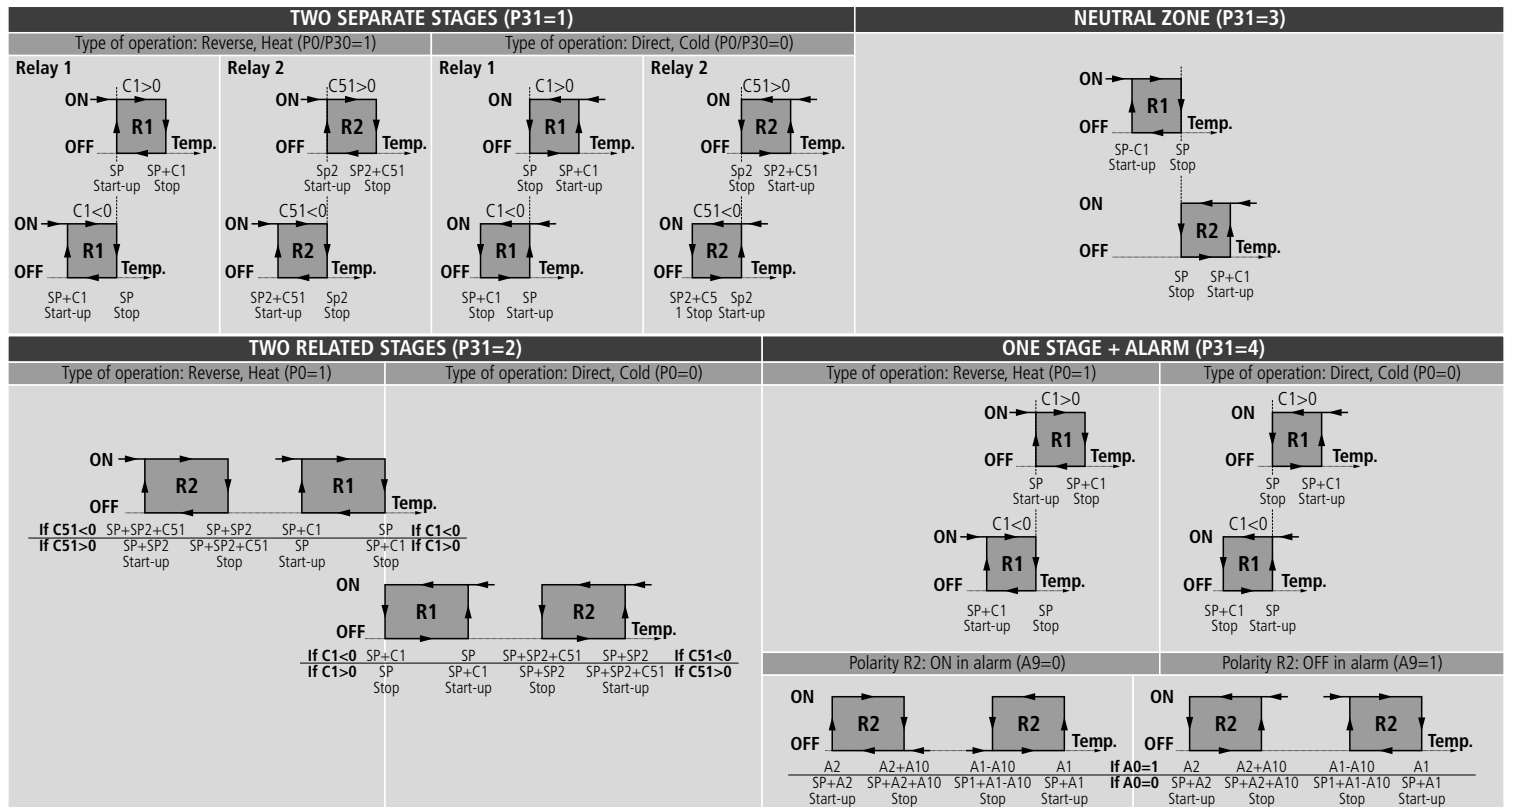 TWO SEPARATE STAGES (P31=1)
Type of operation: Reverse, Heat (P0/P30=1)
Type of operation: Direct, Cold (P0/P30=0)
Relay 1
C1>0
ON
R1
OFF
Temp.
SP SP+C1
Start-up Stop
C1<0
ON
R1
OFF
Temp.
SP+C1 SP
Start-up Stop
Relay 2
C51>0
ON
R2
OFF
Temp.
Sp2 SP2+C51
Start-up Stop
C51<0
ON
R2
OFF
Temp.
SP2+C51 Sp2
Start-up Stop
Relay 1
C1>0
ON
R1
OFF
Temp.
SP SP+C1
Stop Start-up
C1<0
ON
R1
OFF
Temp.
SP+C1 SP
Stop Start-up
Relay 2
C51>0
ON
R2
OFF
Temp.
Sp2 SP2+C51
Stop Start-up
C51<0
ON
R2
OFF
Temp.
SP2+C5 Sp2
1 Stop Start-up
NEUTRAL ZONE (P31=3)
ON
R1
OFF
Temp.
SP-C1 SP
Start-up Stop
ON
R2
OFF
Temp.
SP SP+C1
Stop Start-up
TWO RELATED STAGES (P31=2)
Type of operation: Reverse, Heat (P0=1)
Type of operation: Direct, Cold (P0=0)
ON
R2 R1
OFF
Temp.
If C51<0 SP+SP2+C51 SP+SP2 SP+C1 SP If C1<0
If C51>0 SP+SP2 SP+SP2+C51 SP SP+C1 If C1>0
Start-up Stop Start-up Stop
ON
R1 R2
OFF
Temp.
If C1<0 SP+C1 SP SP+SP2+C51 SP+SP2 If C51<0
If C1>0 SP SP+C1 SP+SP2 SP+SP2+C51 If C51>0
Stop Start-up Stop Start-up
ONE STAGE + ALARM (P31=4)
Type of operation: Reverse, Heat (P0=1)
Type of operation: Direct, Cold (P0=0)
C1>0
ON
R1
OFF
Temp.
SP SP+C1
Start-up Stop
C1<0
ON
R1
OFF
Temp.
SP+C1 SP
Start-up Stop
C1>0
ON
R1
OFF
Temp.
SP SP+C1
Stop Start-up
C1<0
ON
R1
OFF
Temp.
SP+C1 SP
Stop Start-up
Polarity R2: ON in alarm (A9=0)
Polarity R2: OFF in alarm (A9=1)
ON
R2 R2
OFF
Temp.
ON
R2 R2
OFF
Temp.
A2 A2+A10 A1-A10 A1 If A0=1 A2 A2+A10 A1-A10 A1
SP+A2 SP+A2+A10 SP1+A1-A10 SP+A1 If A0=0 SP+A2 SP+A2+A10 SP1+A1-A10 SP+A1
Start-up Stop Stop Start-up Start-up Stop Stop Start-up